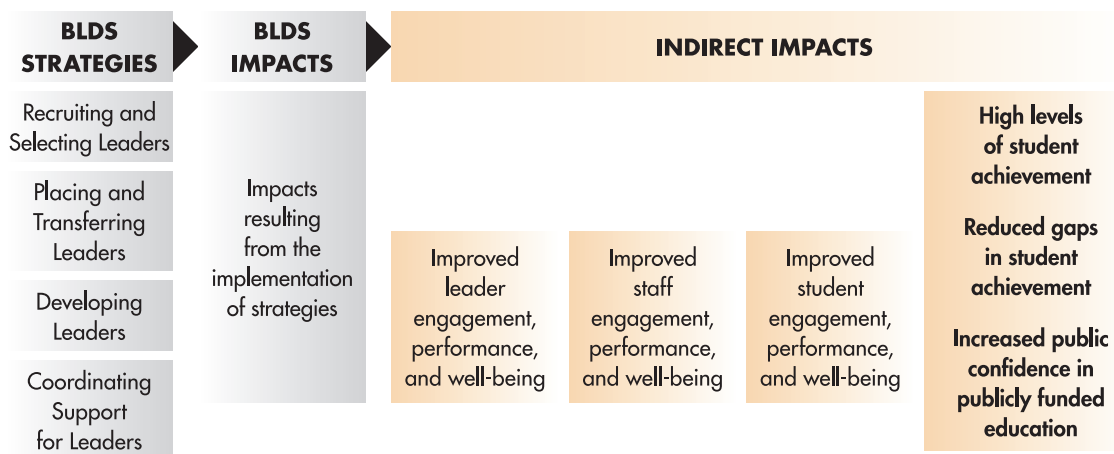 BLDS
STRATEGIES
BLDS
IMPACTS
INDIRECT IMPACTS
Recruiting and
Selecting Leaders
Placing and
Transferring
Leaders
Developing
Leaders
Coordinating
Support
for Leaders
Impacts
resulting
from the
implementation
of strategies
Improved
leader
engagement,
performance,
and well-being
Improved
staff
engagement,
performance,
and well-being
Improved
student
engagement,
performance,
and well-being
High levels
of student
achievement
Reduced gaps
in student
achievement
Increased public
confidence in
publicly funded
education